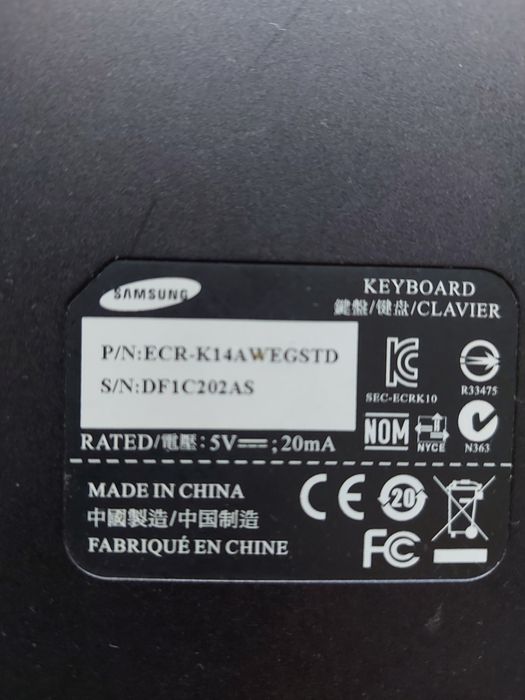 SAMSUNG
KEYBOARD
鍵盤/键盘/CLAVIER
P/N:ECR-K14AWEGSTD
S/N:DF1C202AS
SEC-ECRK10
R33475
NOM
NYCE
N363
RATED/電壓:5V⎓;20mA
MADE IN CHINA
中國製造/中国制造
FABRIQUÉ EN CHINE
CE
20
FC